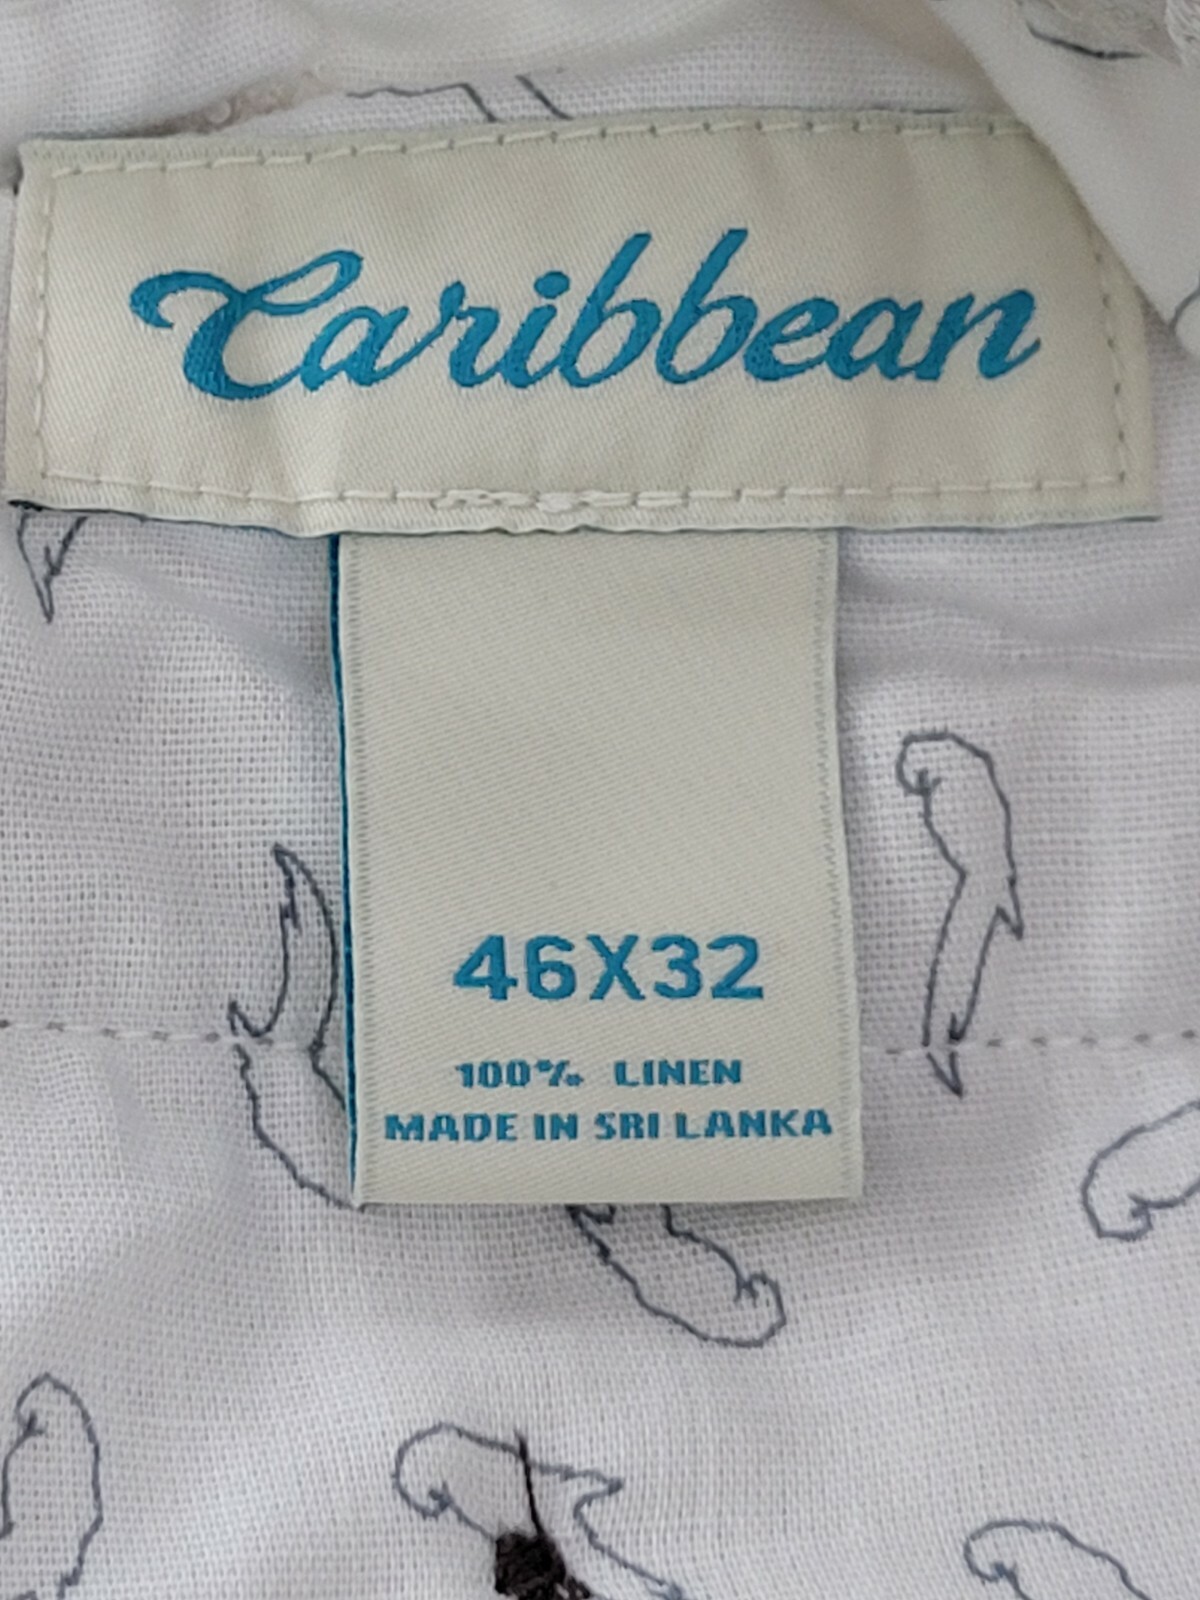 Caribbean
46X32
100% LINEN
MADE IN SRI LANKA